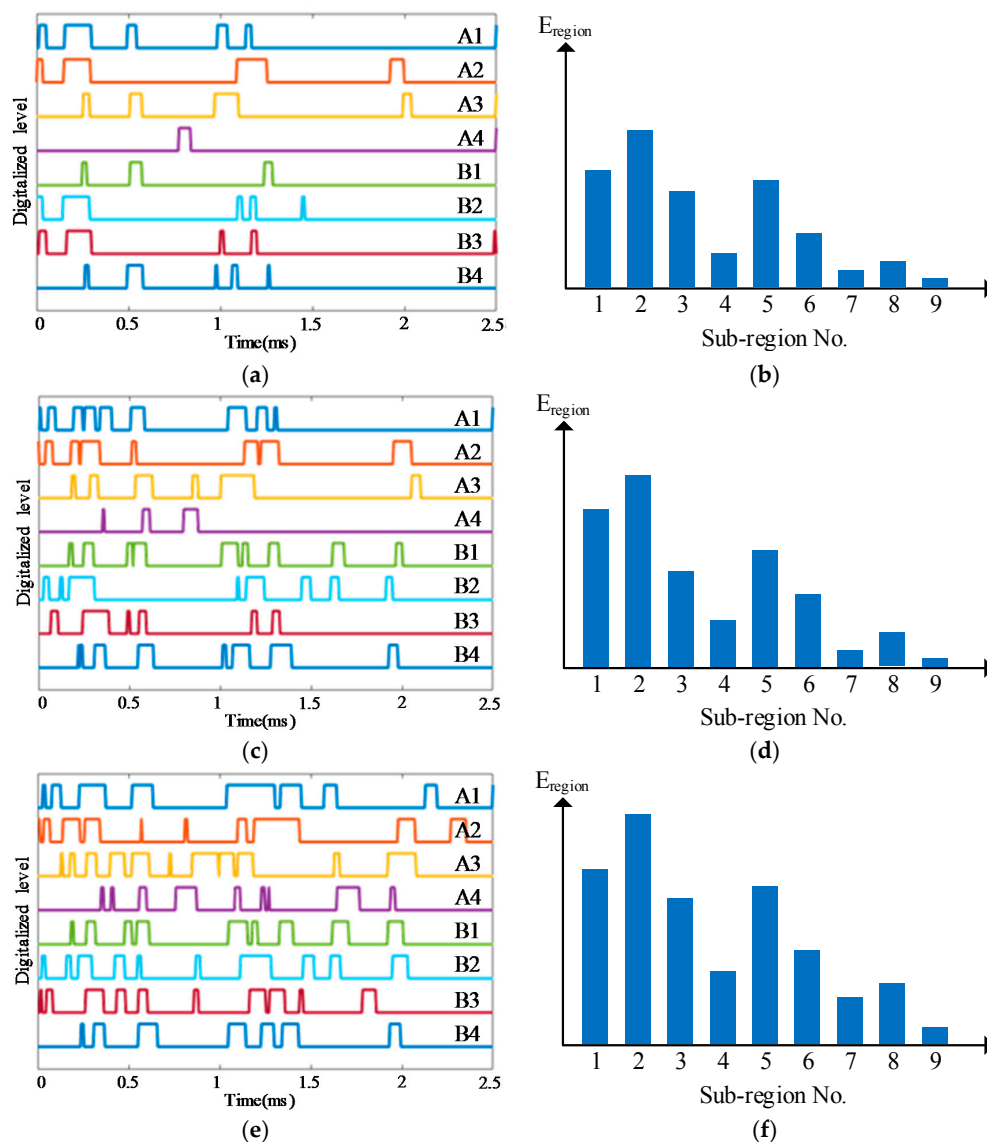 A1
A2
A3
A4
B1
B2
B3
B4
Digitalized level
0 0.5 1 1.5 2 2.5
Time(ms)
(a)
E_region
1 2 3 4 5 6 7 8 9
Sub-region No.
(b)
A1
A2
A3
A4
B1
B2
B3
B4
Digitalized level
0 0.5 1 1.5 2 2.5
Time(ms)
(c)
E_region
1 2 3 4 5 6 7 8 9
Sub-region No.
(d)
A1
A2
A3
A4
B1
B2
B3
B4
Digitalized level
0 0.5 1 1.5 2 2.5
Time(ms)
(e)
E_region
1 2 3 4 5 6 7 8 9
Sub-region No.
(f)